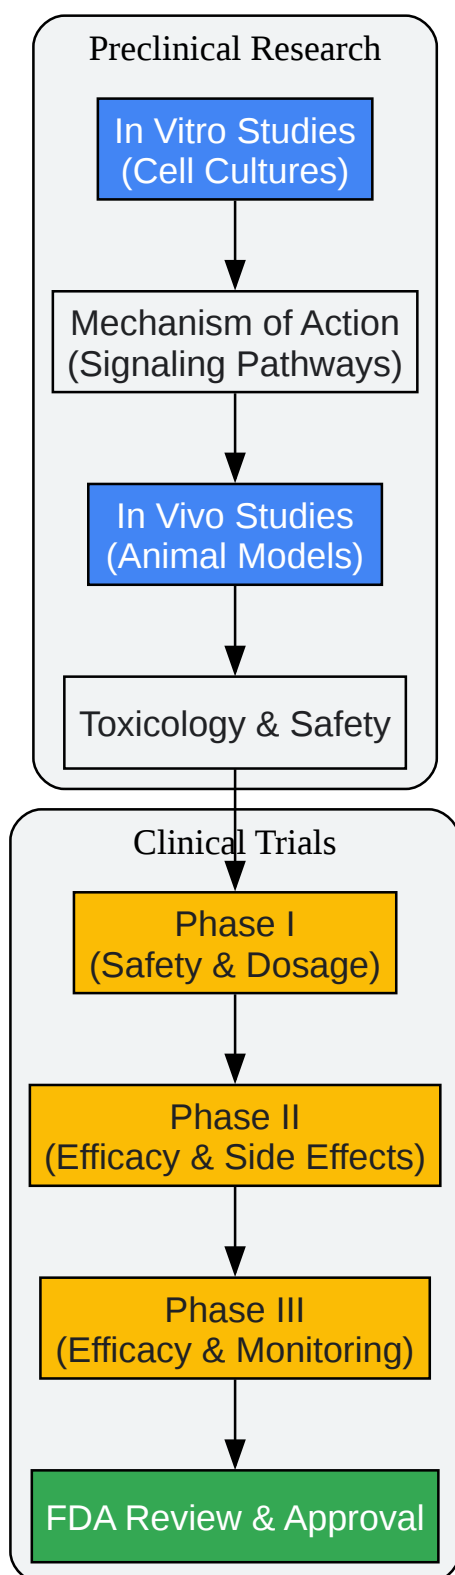 Preclinical Research
In Vitro Studies
(Cell Cultures)
Mechanism of Action
(Signaling Pathways)
In Vivo Studies
(Animal Models)
Toxicology & Safety
Clinical Trials
Phase I
(Safety & Dosage)
Phase II
(Efficacy & Side Effects)
Phase III
(Efficacy & Monitoring)
FDA Review & Approval